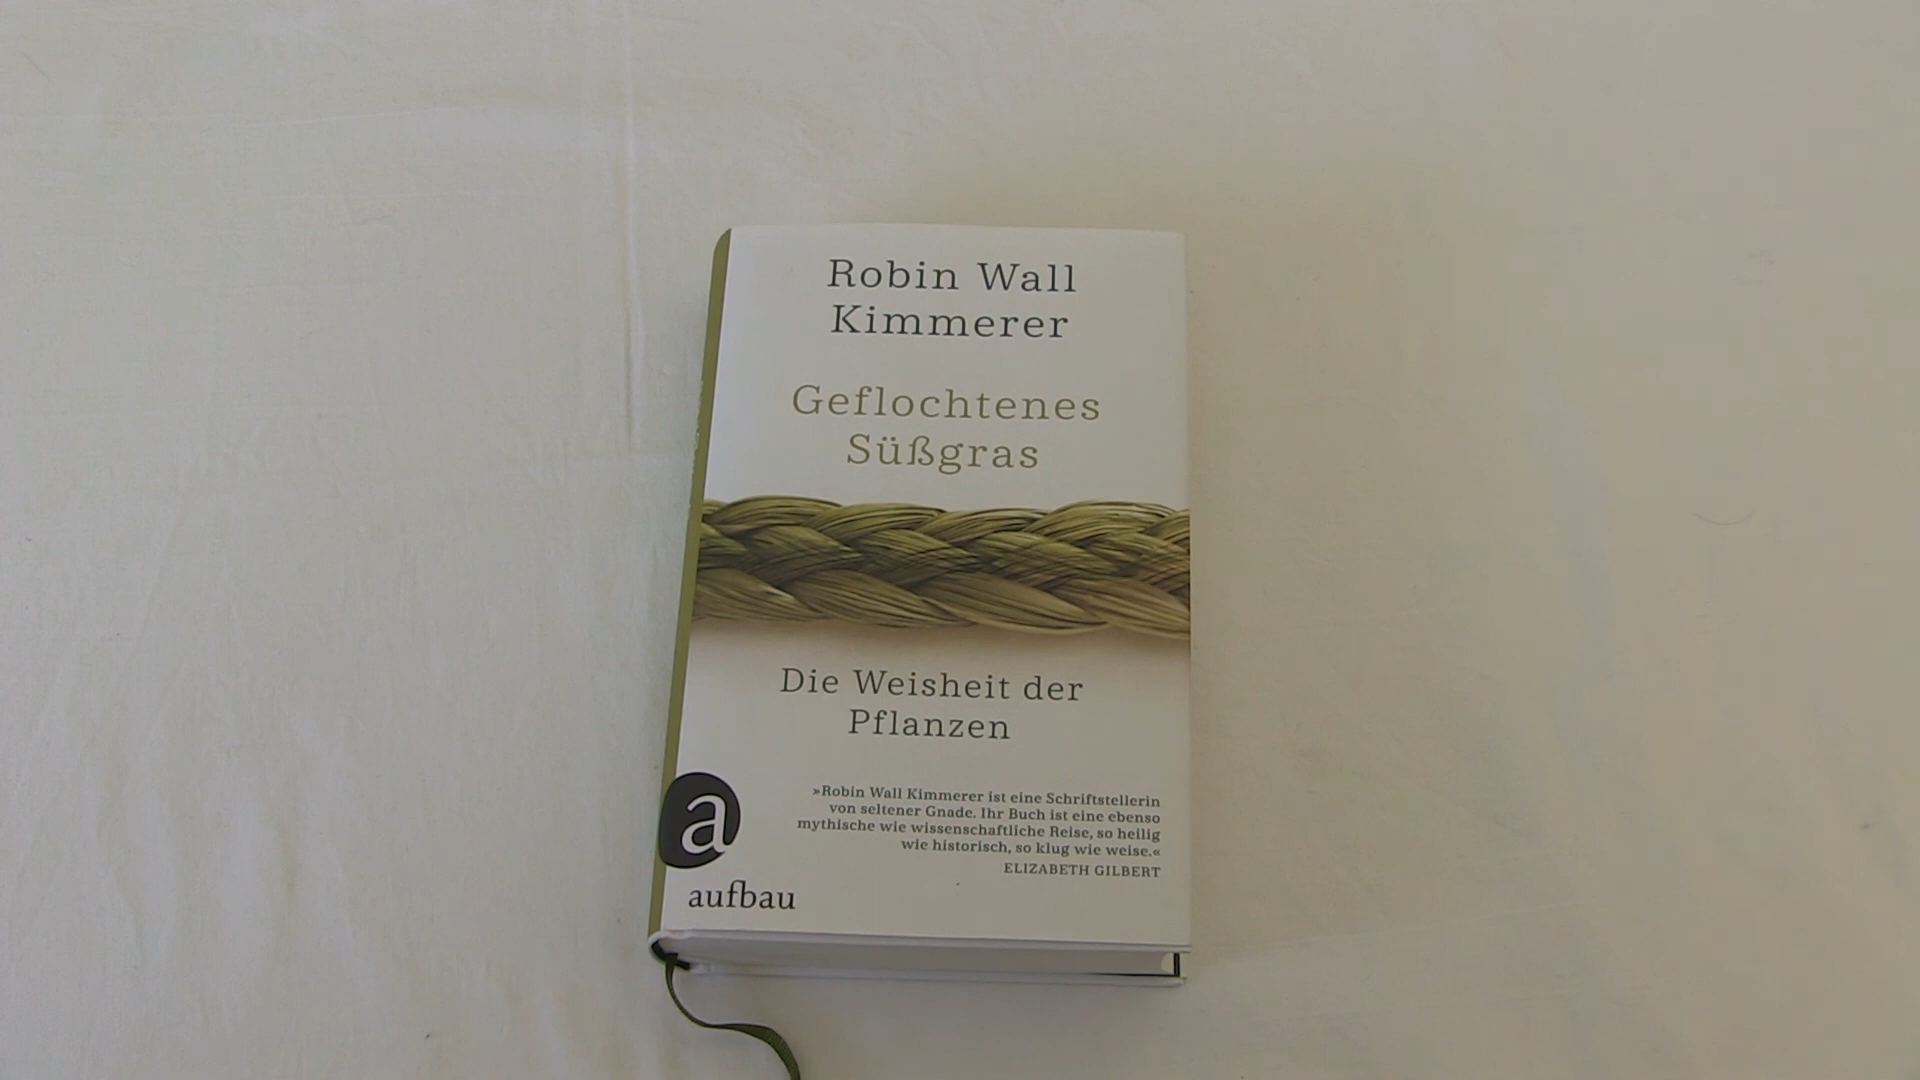 Robin Wall
Kimmerer
Geflochtenes
Süßgras
Die Weisheit der
Pflanzen
»Robin Wall Kimmerer ist eine Schriftstellerin
von seltener Gnade. Ihr Buch ist eine ebenso
mythische wie wissenschaftliche Reise, so heilig
wie historisch, so klug wie weise.«
ELIZABETH GILBERT
a
aufbau